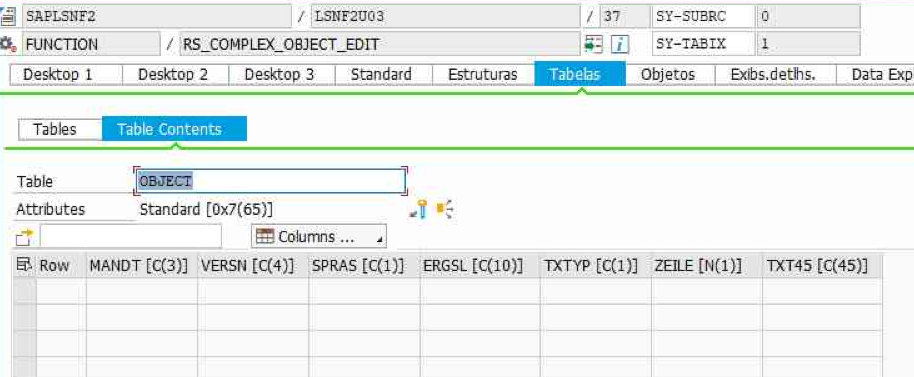 SAPLSNF2 / LSNF2U03 / 37 SY-SUBRC 0
FUNCTION / RS_COMPLEX_OBJECT_EDIT SY-TABIX 1
Desktop 1 Desktop 2 Desktop 3 Standard Estruturas Tabelas Objetos Exibs.detlhs. Data Exp
Tables Table Contents
Table OBJECT
Attributes Standard [0x7(65)]
Columns ...
Row MANDT [C(3)] VERSN [C(4)] SPRAS [C(1)] ERGSL [C(10)] TXTYP [C(1)] ZEILE [N(1)] TXT45 [C(45)]